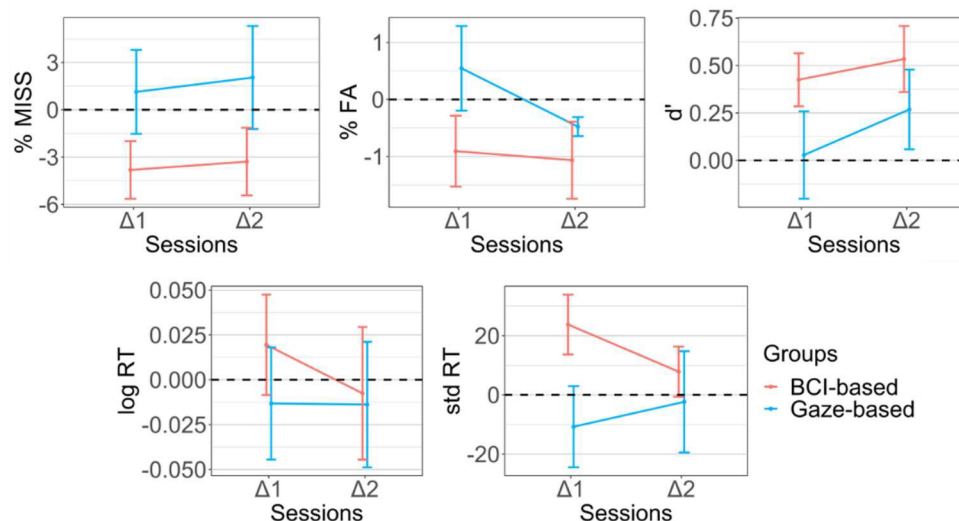 % MISS
3
0
-3
-6
Δ1
Δ2
Sessions
% FA
1
0
-1
Δ1
Δ2
Sessions
d'
0.75
0.50
0.25
0.00
Δ1
Δ2
Sessions
log RT
0.050
0.025
0.000
-0.025
-0.050
Δ1
Δ2
Sessions
std RT
20
0
-20
Δ1
Δ2
Sessions
Groups
BCI-based
Gaze-based